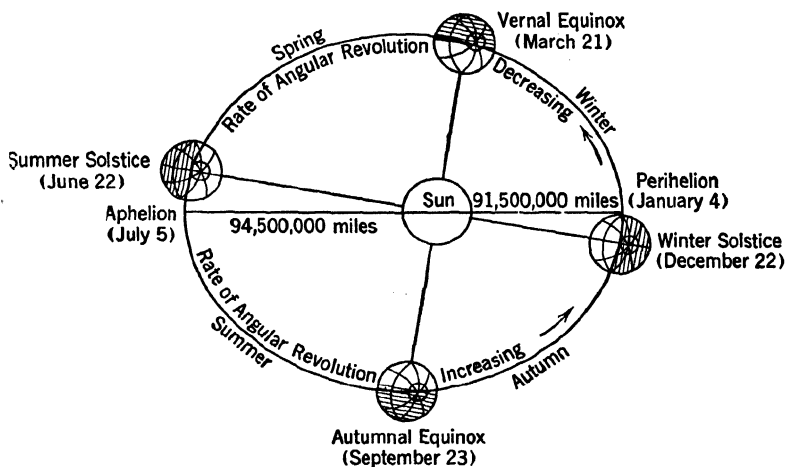 Vernal Equinox
(March 21)
Spring
Rate of Angular Revolution
Decreasing
Winter
Summer Solstice
(June 22)
Aphelion
(July 5)
94,500,000 miles
Sun
91,500,000 miles
Perihelion
(January 4)
Winter Solstice
(December 22)
Rate of Angular Revolution
Summer
Increasing
Autumn
Autumnal Equinox
(September 23)